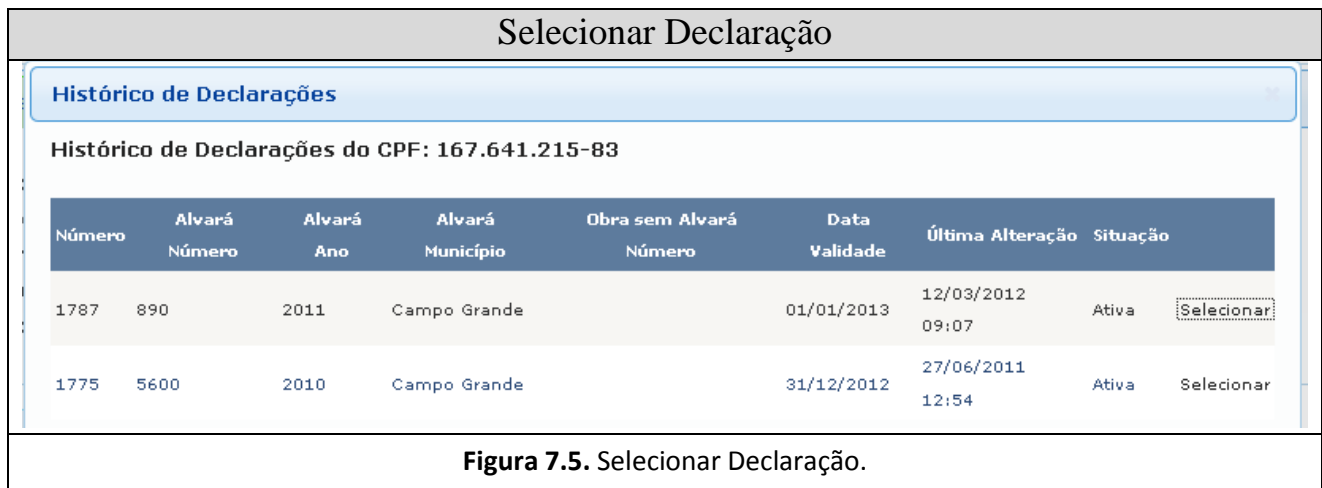 Selecionar Declaração
Histórico de Declarações
Histórico de Declarações do CPF: 167.641.215-83
Número Alvará Número Alvará Ano Alvará Município Obra sem Alvará Número Data Validade Última Alteração Situação
1787 890 2011 Campo Grande 01/01/2013 12/03/2012 09:07 Ativa Selecionar
1775 5600 2010 Campo Grande 31/12/2012 27/06/2011 12:54 Ativa Selecionar
Figura 7.5. Selecionar Declaração.